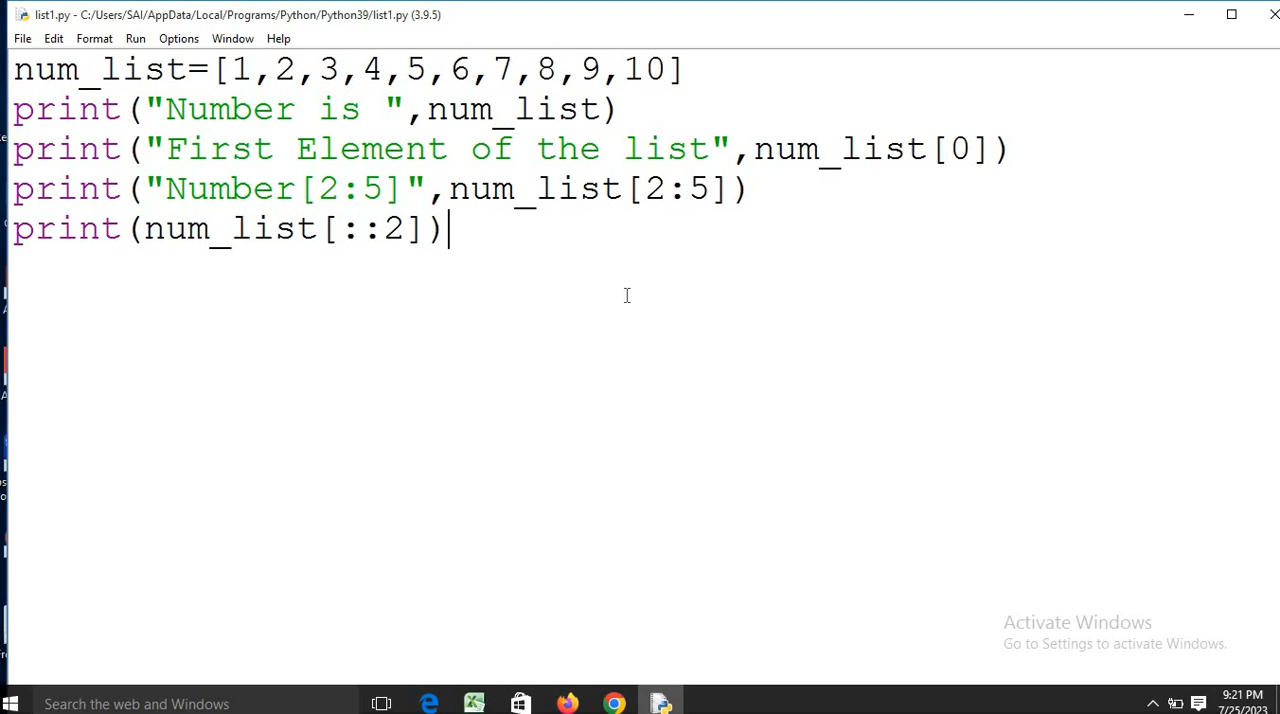 list1.py - C:/Users/SAI/AppData/Local/Programs/Python/Python39/list1.py (3.9.5)
File Edit Format Run Options Window Help
num_list=[1,2,3,4,5,6,7,8,9,10]
print("Number is ",num_list)
print("First Element of the list",num_list[0])
print("Number[2:5]",num_list[2:5])
print(num_list[::2])
Activate Windows
Go to Settings to activate Windows.
Search the web and Windows
9:21 PM
7/25/2023